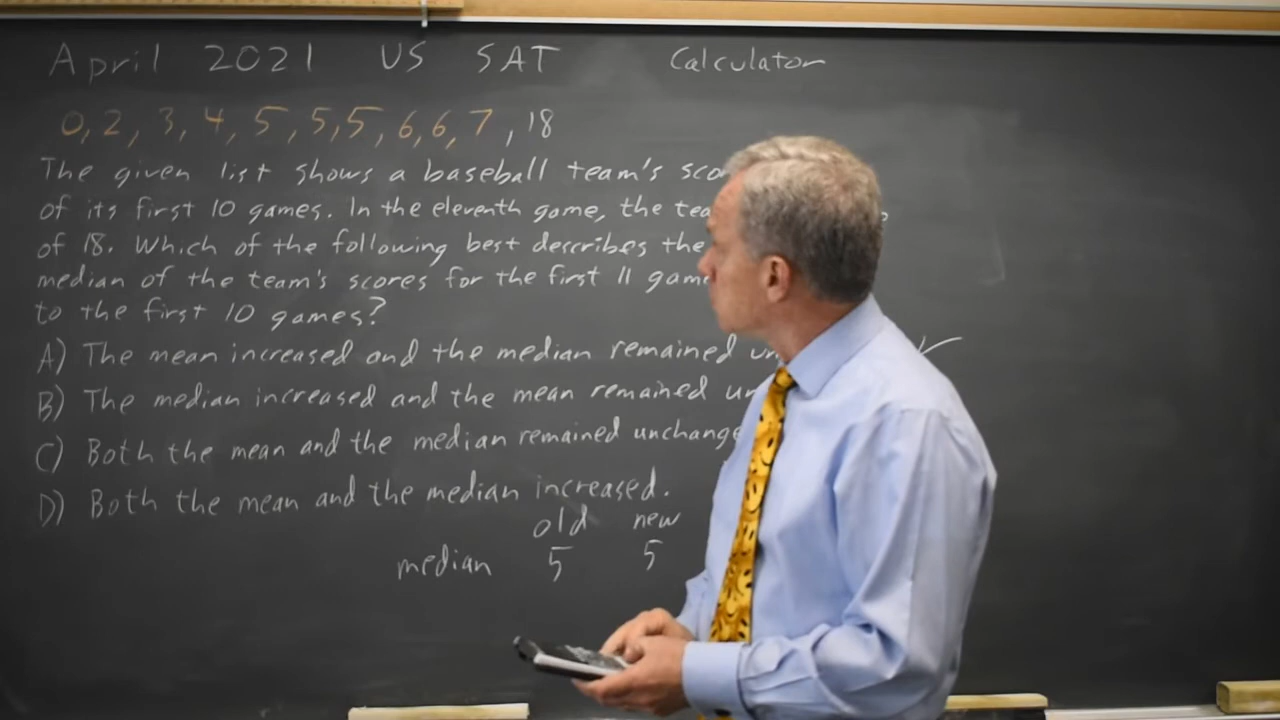 April 2021 US SAT Calculator
0, 2, 3, 4, 5, 5, 5, 6, 6, 7, 18
The given list shows a baseball team's
of its first 10 games. In the eleventh game, the
of 18. Which of the following best describes the
median of the team's scores for the first 11
to the first 10 games?
A) The mean increased and the median remained
B) The median increased and the mean remained
C) Both the mean and the median remained
D) Both the mean and the median increased.
old new
median 5 5